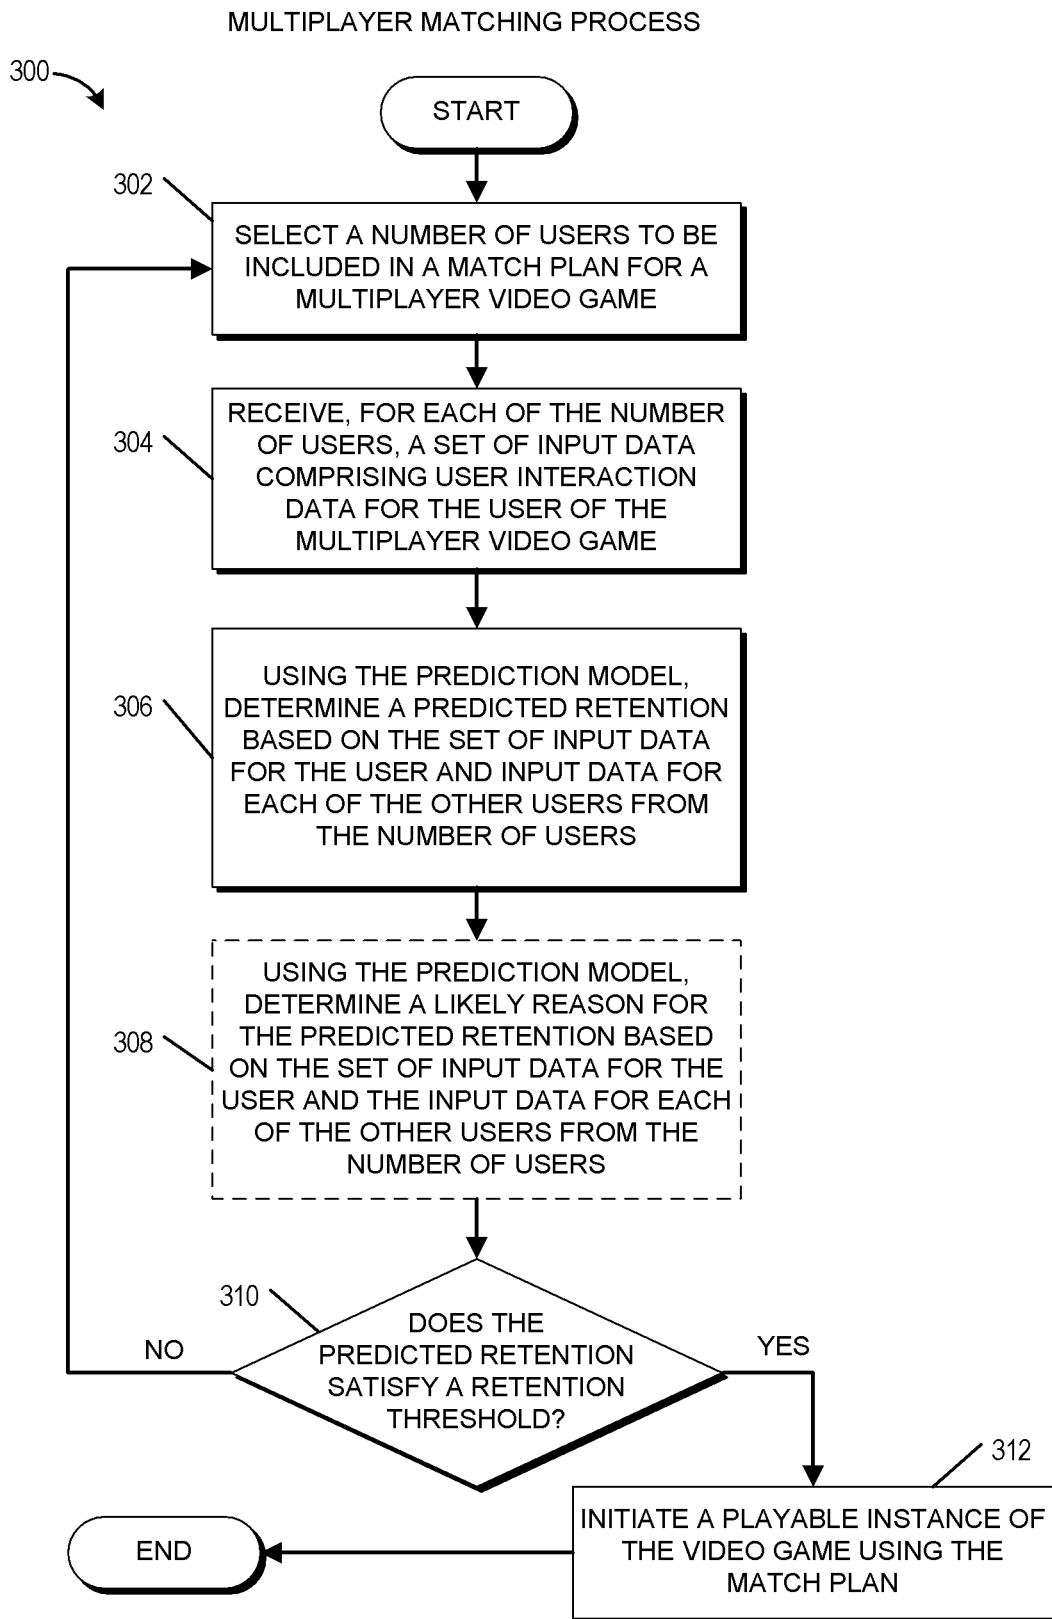 MULTIPLAYER MATCHING PROCESS
300
START
302
SELECT A NUMBER OF USERS TO BE
INCLUDED IN A MATCH PLAN FOR A
MULTIPLAYER VIDEO GAME
304
RECEIVE, FOR EACH OF THE NUMBER
OF USERS, A SET OF INPUT DATA
COMPRISING USER INTERACTION
DATA FOR THE USER OF THE
MULTIPLAYER VIDEO GAME
306
USING THE PREDICTION MODEL,
DETERMINE A PREDICTED RETENTION
BASED ON THE SET OF INPUT DATA
FOR THE USER AND INPUT DATA FOR
EACH OF THE OTHER USERS FROM
THE NUMBER OF USERS
308
USING THE PREDICTION MODEL,
DETERMINE A LIKELY REASON FOR
THE PREDICTED RETENTION BASED
ON THE SET OF INPUT DATA FOR THE
USER AND THE INPUT DATA FOR EACH
OF THE OTHER USERS FROM THE
NUMBER OF USERS
310
DOES THE
PREDICTED RETENTION
SATISFY A RETENTION
THRESHOLD?
NO
YES
312
INITIATE A PLAYABLE INSTANCE OF
THE VIDEO GAME USING THE
MATCH PLAN
END